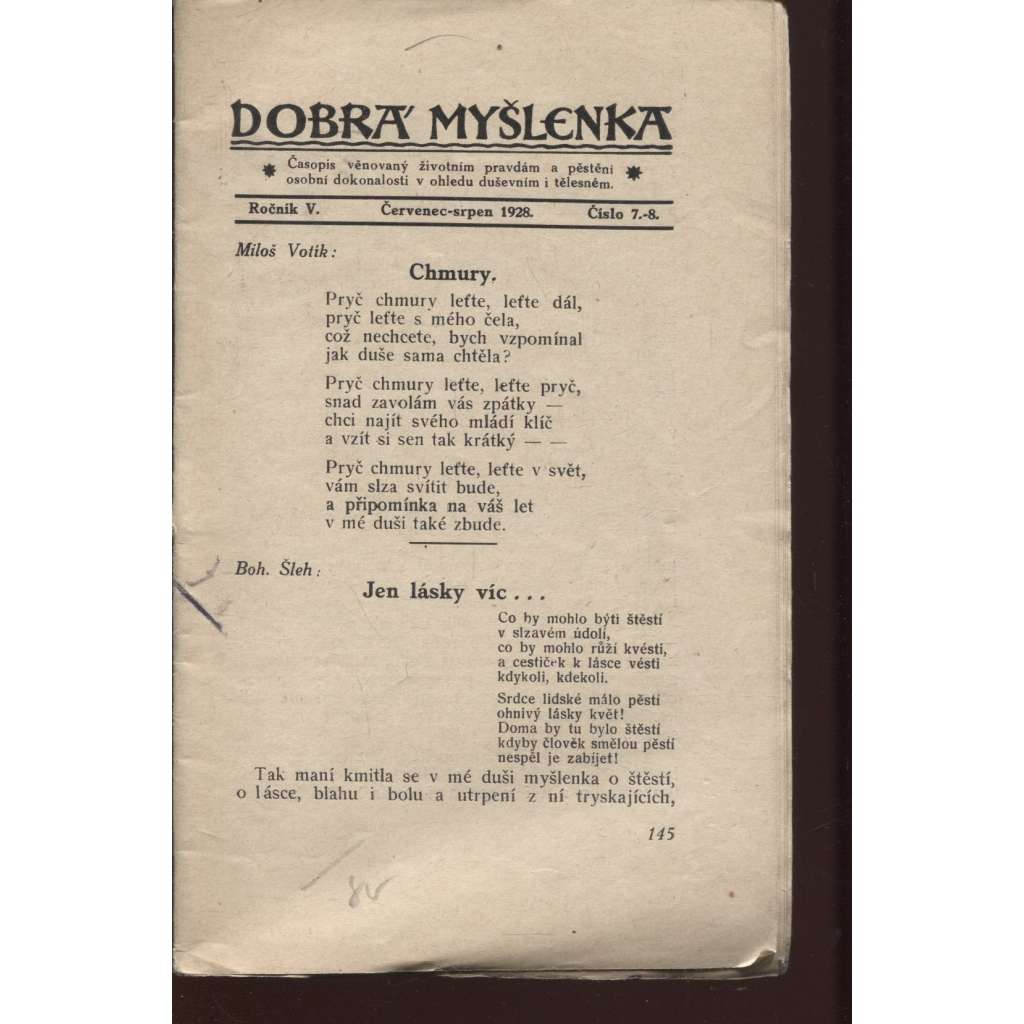 DOBRÁ MYŠLENKA
Časopis věnovaný životním pravdám a pěstění
osobní dokonalosti v ohledu duševním i tělesném.
Ročník V. Červenec-srpen 1928. Číslo 7.-8.
Miloš Votík:
Chmury.
Pryč chmury leťte, leťte dál,
pryč leťte s mého čela,
což nechcete, bych vzpomínal
jak duše sama chtěla?
Pryč chmury leťte, leťte pryč,
snad zavolám vás zpátky —
chci najít svého mládí klíč
a vzít si sen tak krátký — —
Pryč chmury leťte, leťte v svět,
vám slza svítit bude,
a připomínka na váš let
v mé duši také zbude.
Boh. Šleh:
Jen lásky víc...
Co by mohlo býti štěstí
v slzavém údolí,
co by mohlo růží kvésti,
a cestiček k lásce vésti
kdykoli, kdekoli.
Srdce lidské málo pěstí
ohnivý lásky květ!
Doma by tu bylo štěstí
kdyby člověk smělou pěstí
nespěl je zabíjet!
Tak maní kmitla se v mé duši myšlenka o štěstí,
o lásce, blahu i bolu a utrpení z ní tryskajících,
145